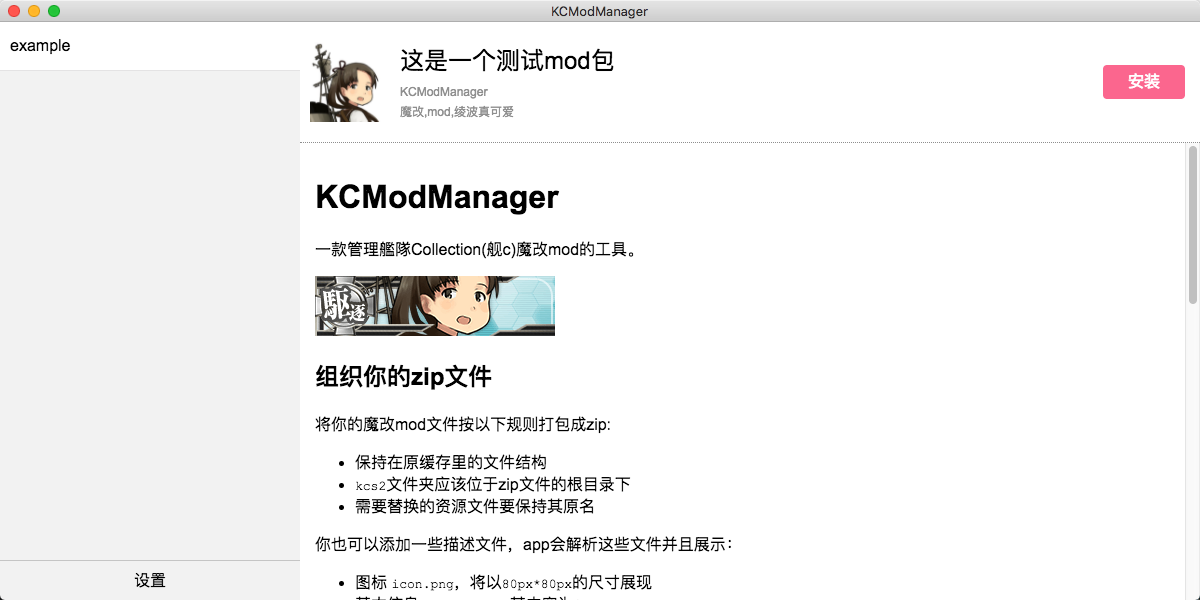 KCModManager
example
这是一个测试mod包
KCModManager
魔改,mod,绫波真可爱
安装
KCModManager
一款管理艦隊Collection(舰c)魔改mod的工具。
駆逐
组织你的zip文件
将你的魔改mod文件按以下规则打包成zip:
• 保持在原缓存里的文件结构
• kcs2文件夹应该位于zip文件的根目录下
• 需要替换的资源文件要保持其原名
你也可以添加一些描述文件，app会解析这些文件并且展示：
• 图标 icon.png，将以80px*80px的尺寸展现
设置